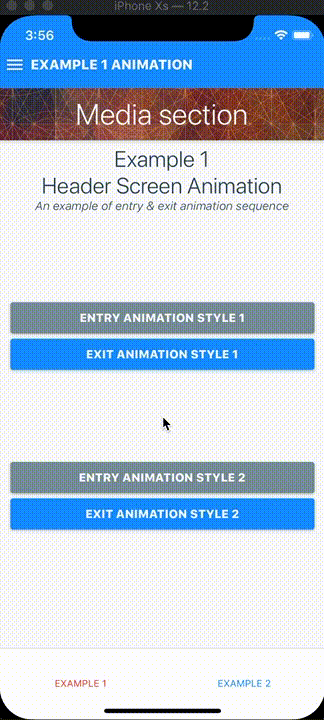 iPhone Xs — 12.2
3:56
EXAMPLE 1 ANIMATION
Media section
Example 1
Header Screen Animation
An example of entry & exit animation sequence
ENTRY ANIMATION STYLE 1
EXIT ANIMATION STYLE 1
ENTRY ANIMATION STYLE 2
EXIT ANIMATION STYLE 2
EXAMPLE 1 EXAMPLE 2